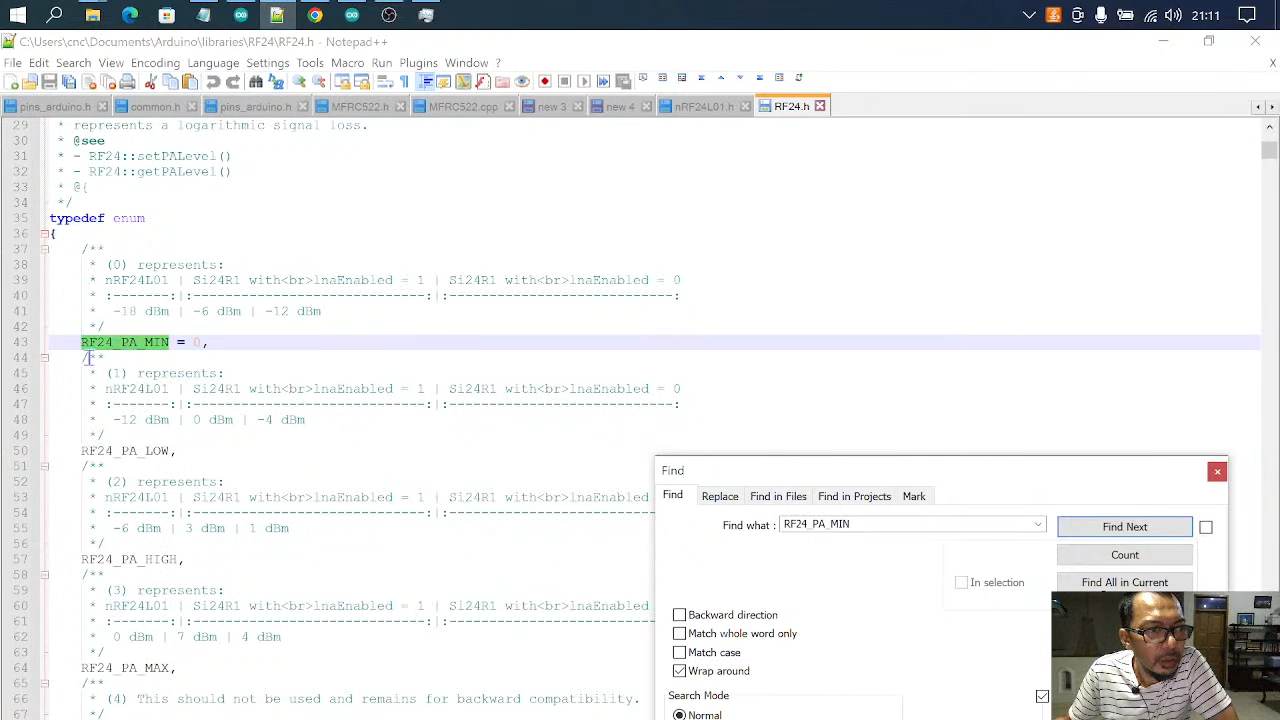 21:11
C:\Users\cnc\Documents\Arduino\libraries\RF24\RF24.h - Notepad++
File Edit Search View Encoding Language Settings Tools Macro Run Plugins Window ?
pins_arduino.h common.h pins_arduino.h MFRC522.h MFRC522.cpp new 3 new 4 nRF24L01.h RF24.h
29 * represents a logarithmic signal loss.
30 * @see
31 * - RF24::setPALevel()
32 * - RF24::getPALevel()
33 * @{
34 */
35 typedef enum
36 {
37 /**
38 * (0) represents:
39 * nRF24L01 | Si24R1 with<br>lnaEnabled = 1 | Si24R1 with<br>lnaEnabled = 0
40 * :-------:|:-----------------------------:|:----------------------------:
41 * -18 dBm | -6 dBm | -12 dBm
42 */
43 RF24_PA_MIN = 0,
44 /**
45 * (1) represents:
46 * nRF24L01 | Si24R1 with<br>lnaEnabled = 1 | Si24R1 with<br>lnaEnabled = 0
47 * :-------:|:-----------------------------:|:----------------------------:
48 * -12 dBm | 0 dBm | -4 dBm
49 */
50 RF24_PA_LOW,
51 /**
52 * (2) represents:
53 * nRF24L01 | Si24R1 with<br>lnaEnabled = 1 | Si24R1 with<br>lnaEnabled = 0
54 * :-------:|:-----------------------------:|:--------------------------
55 * -6 dBm | 3 dBm | 1 dBm
56 */
57 RF24_PA_HIGH,
58 /**
59 * (3) represents:
60 * nRF24L01 | Si24R1 with<br>lnaEnabled = 1 | Si24R1 with<br>lnaEnabled = 0
61 * :-------:|:-----------------------------:|:--------------------------
62 * 0 dBm | 7 dBm | 4 dBm
63 */
64 RF24_PA_MAX,
65 /**
66 * (4) This should not be used and remains for backward compatibility.
67 */
Find
Find Replace Find in Files Find in Projects Mark
Find what : RF24_PA_MIN Find Next
Count
In selection
Find All in Current
Backward direction
Match whole word only
Match case
Wrap around
Search Mode
Normal